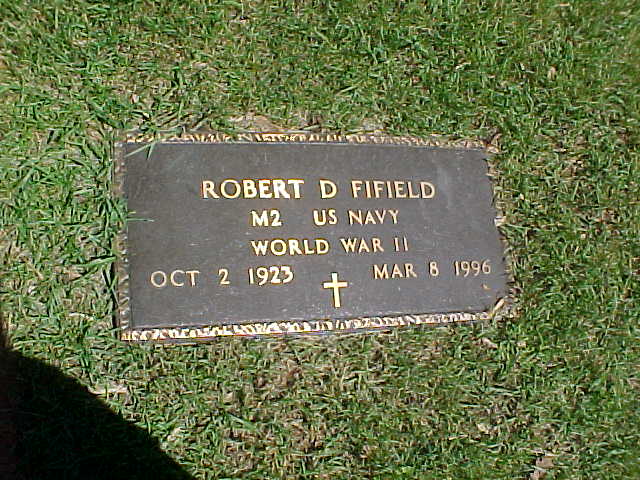 ROBERT D FIFIELD
M2 US NAVY
WORLD WAR II
OCT 2 1923 MAR 8 1996